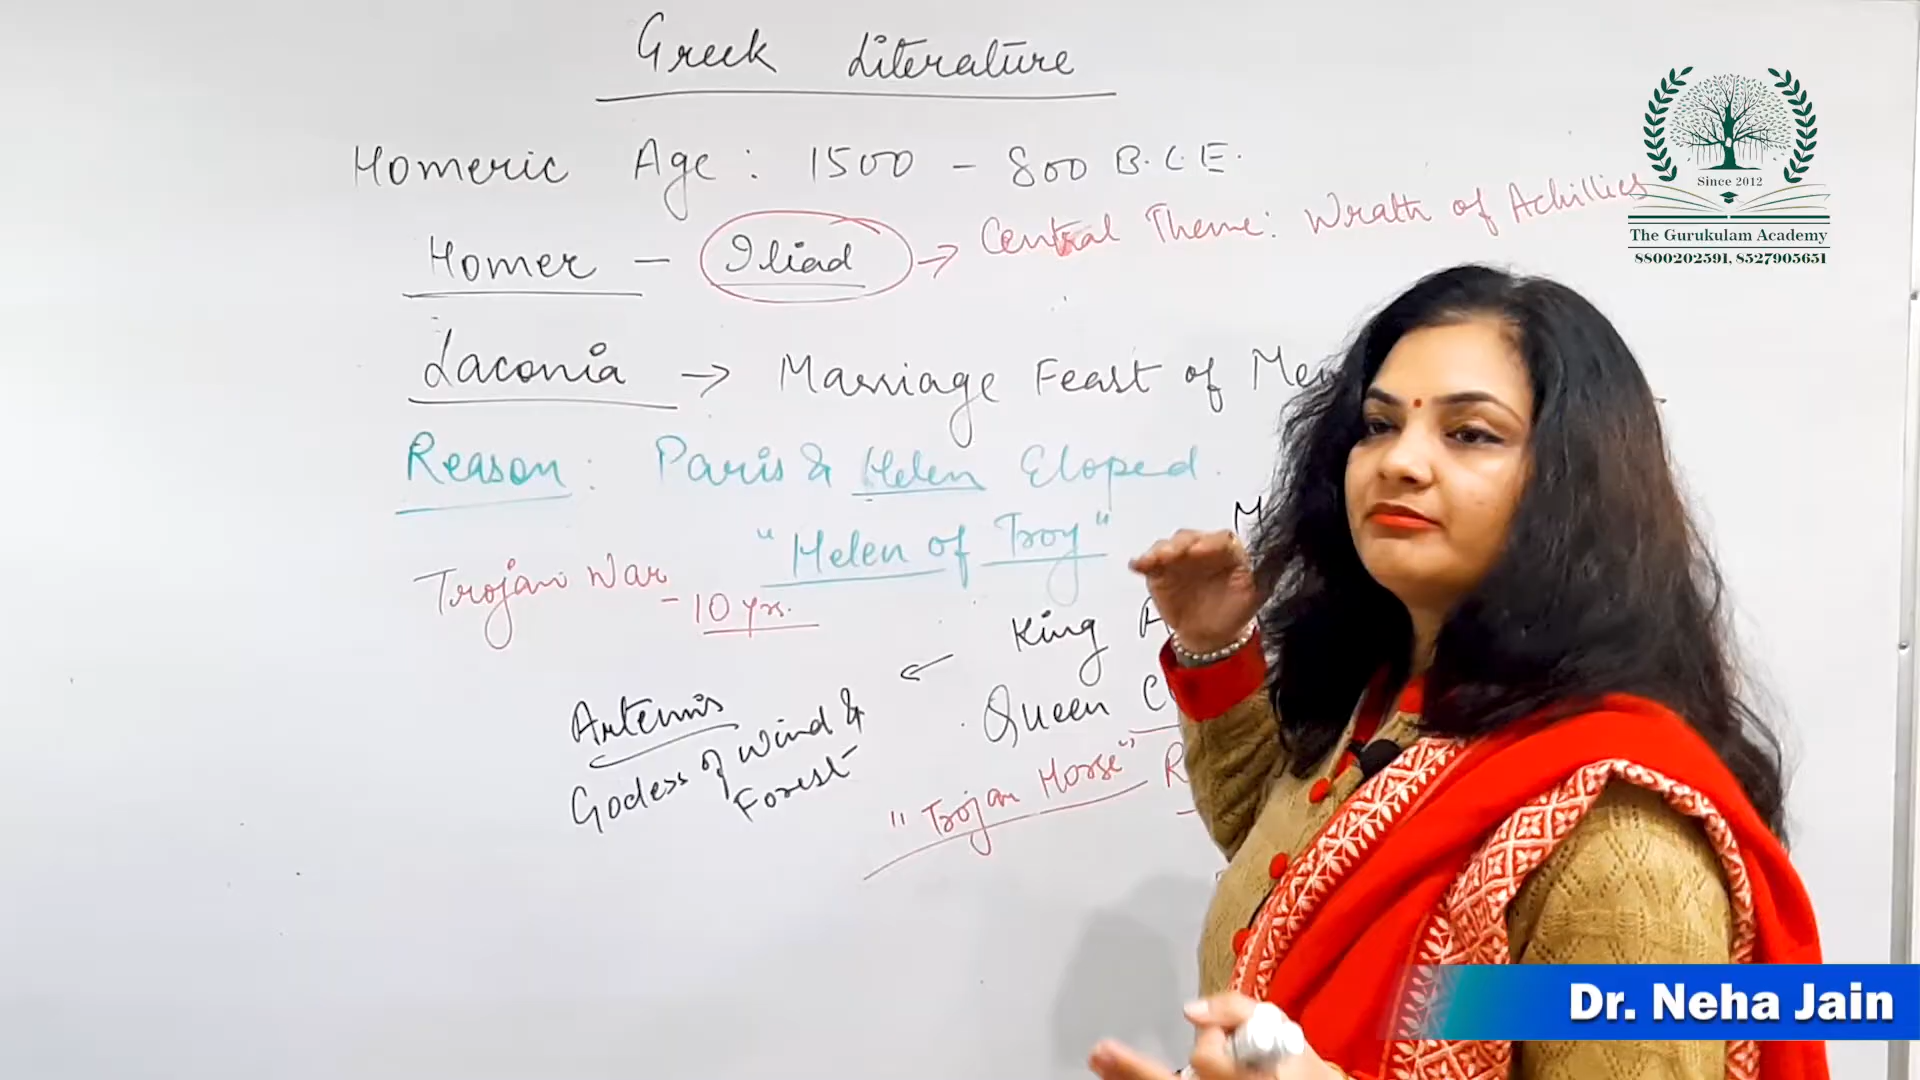 Greek Literature
Homeric Age: 1500 - 800 B.C.E.
Homer - Iliad → Central Theme: Wrath of Achillies
Laconia → Marriage Feast of
Reason: Paris & Helen Eloped.
"Helen of Troy"
Trojan War - 10 yrs.
King
Queen
← Artemis
Godess of Wind &
Forest
"Trojan Horse"
Since 2012
The Gurukulam Academy
8800202591, 8527905651
Dr. Neha Jain